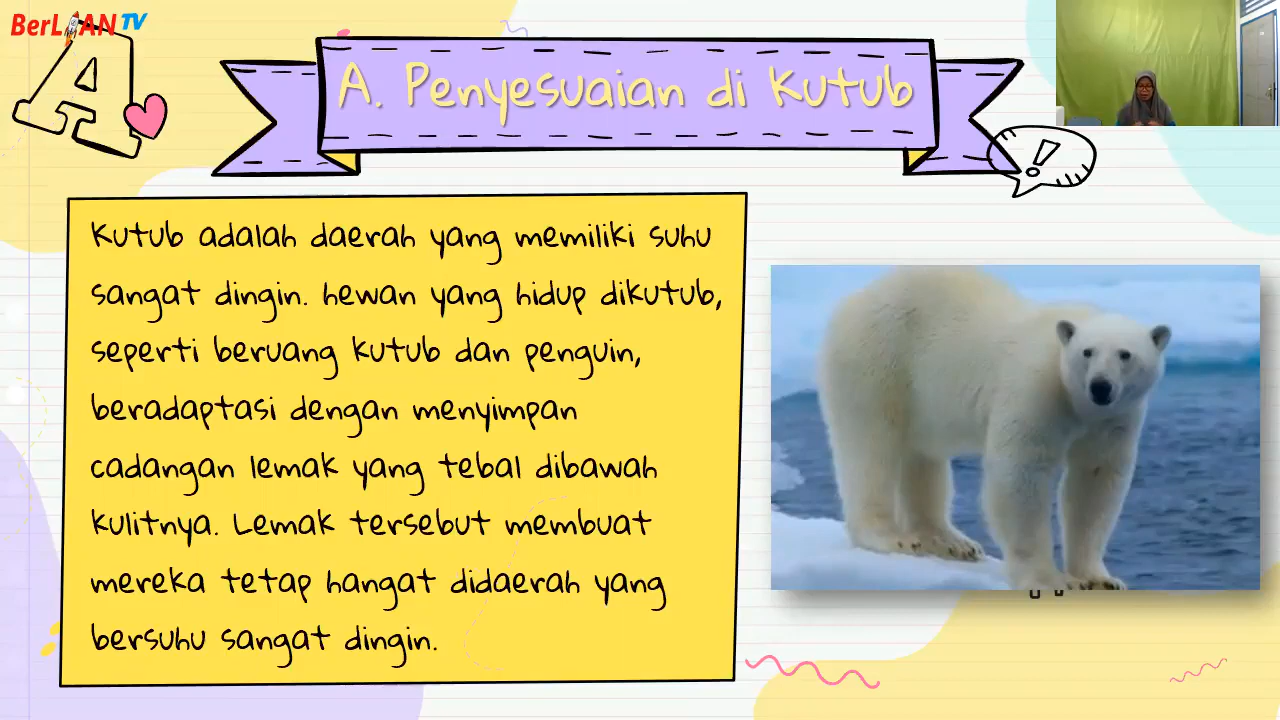 BerLIAN TV
A
A. Penyesuaian di Kutub
!
Kutub adalah daerah yang memiliki suhu
sangat dingin. hewan yang hidup dikutub,
seperti beruang kutub dan penguin,
beradaptasi dengan menyimpan
cadangan lemak yang tebal dibawah
kulitnya. Lemak tersebut membuat
mereka tetap hangat didaerah yang
bersuhu sangat dingin.